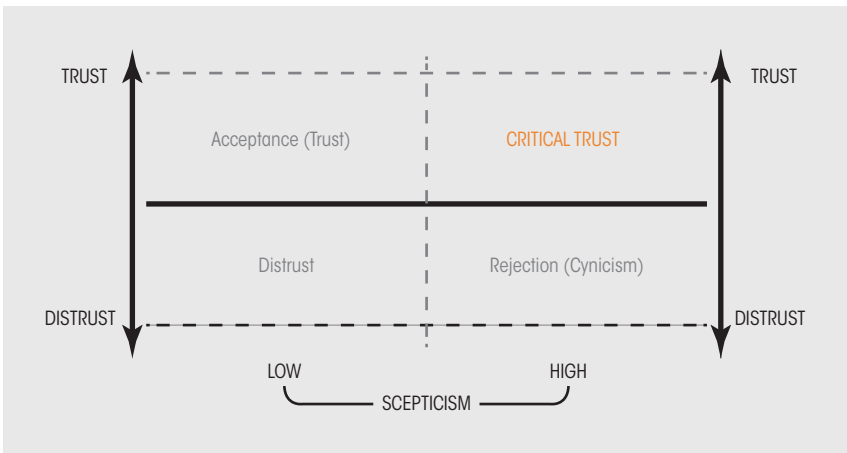 TRUST
TRUST
Acceptance (Trust)
CRITICAL TRUST
Distrust
Rejection (Cynicism)
DISTRUST
DISTRUST
LOW
HIGH
SCEPTICISM